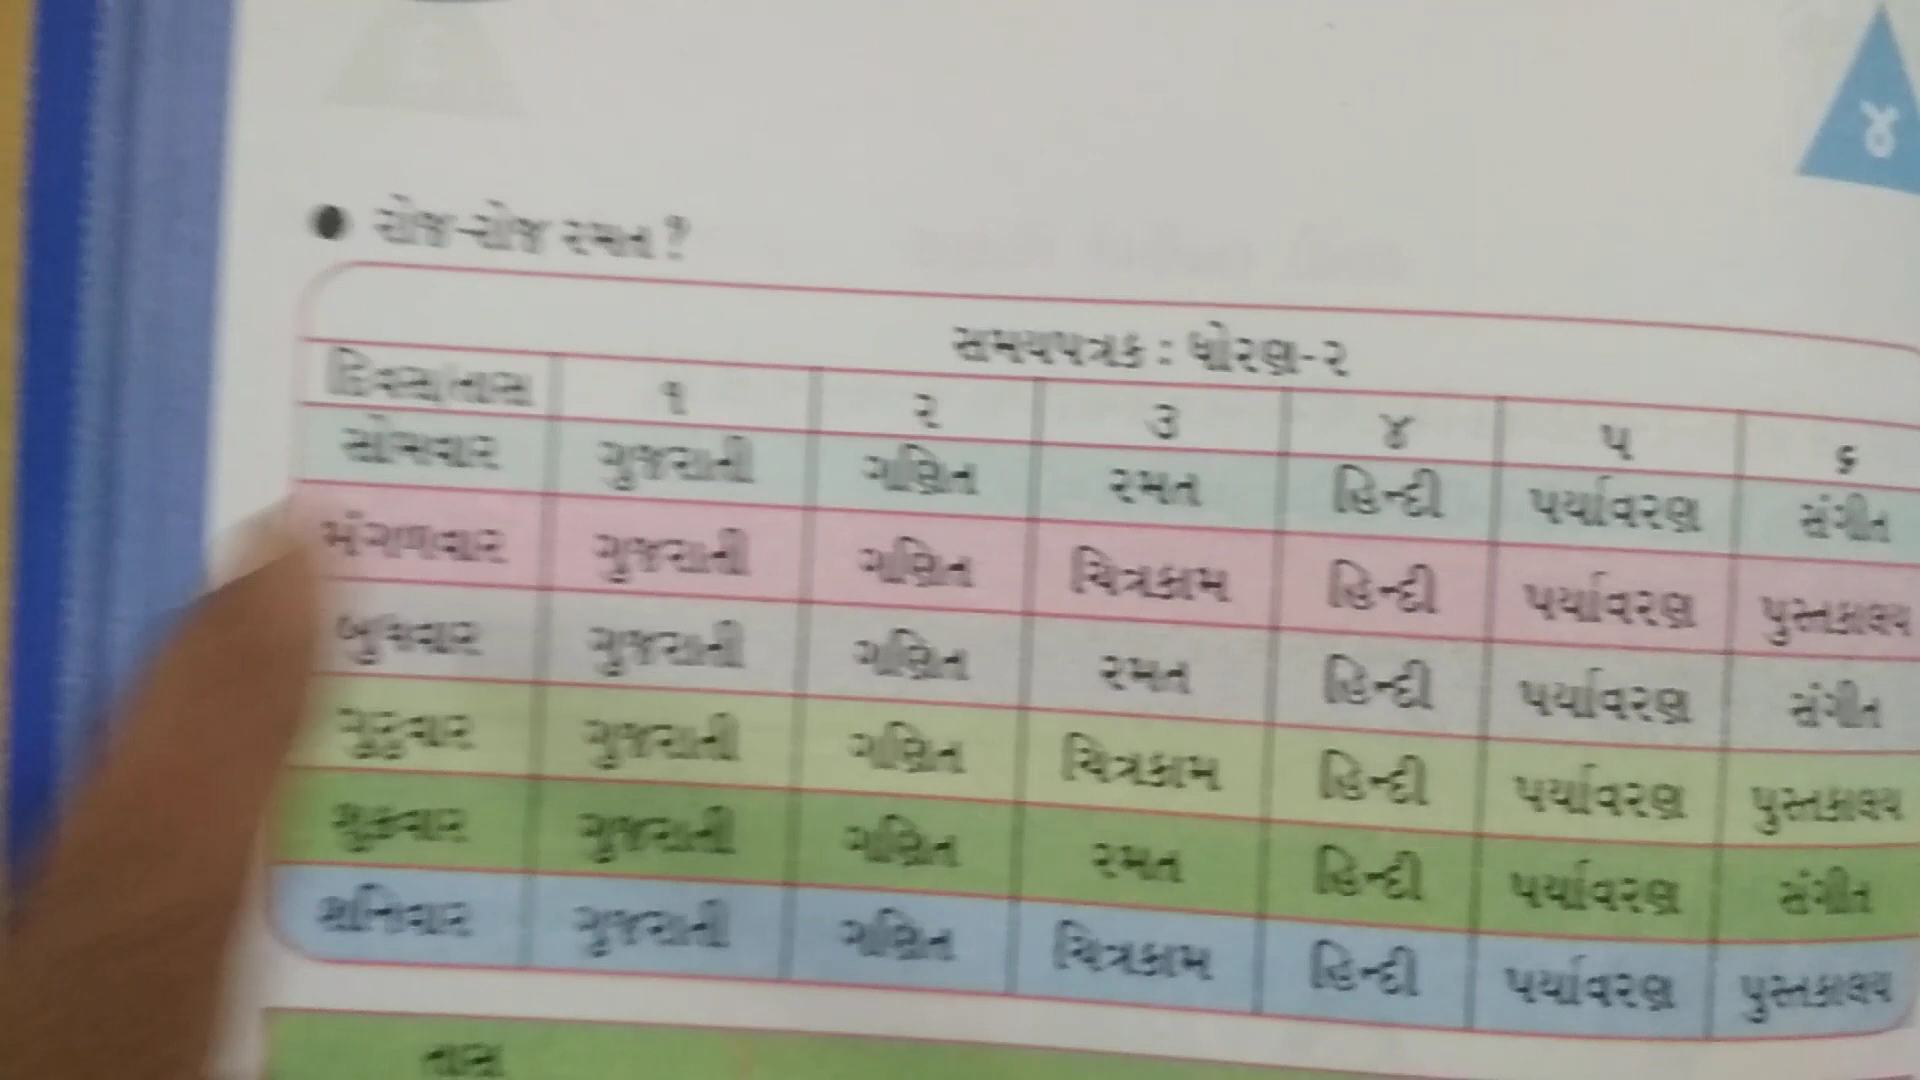 ૪
● રોજ-રોજ રમત ?
સમયપત્રક : ધોરણ-૨
દિવસ/તાસ ૧ ૨ ૩ ૪ ૫ ૬
સોમવાર ગુજરાતી ગણિત રમત હિન્દી પર્યાવરણ સંગીત
મંગળવાર ગુજરાતી ગણિત ચિત્રકામ હિન્દી પર્યાવરણ પુસ્તકાલય
બુધવાર ગુજરાતી ગણિત રમત હિન્દી પર્યાવરણ સંગીત
ગુરુવાર ગુજરાતી ગણિત ચિત્રકામ હિન્દી પર્યાવરણ પુસ્તકાલય
શુક્રવાર ગુજરાતી ગણિત રમત હિન્દી પર્યાવરણ સંગીત
શનિવાર ગુજરાતી ગણિત ચિત્રકામ હિન્દી પર્યાવરણ પુસ્તકાલય
તાસ